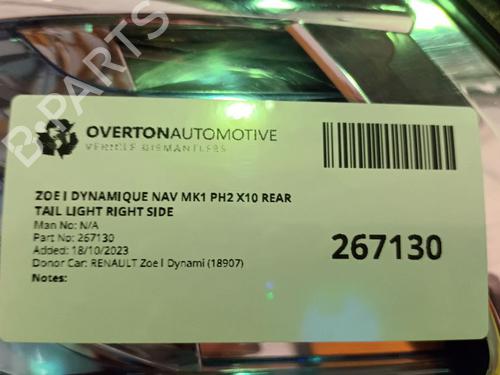 B-PARTS
OVERTONAUTOMOTIVE
VEHICLE DISMANTLERS
ZOE I DYNAMIQUE NAV MK1 PH2 X10 REAR
TAIL LIGHT RIGHT SIDE
Man No: N/A
Part No: 267130
Added: 18/10/2023
Donor Car: RENAULT Zoe I Dynami (18907)
Notes:
267130